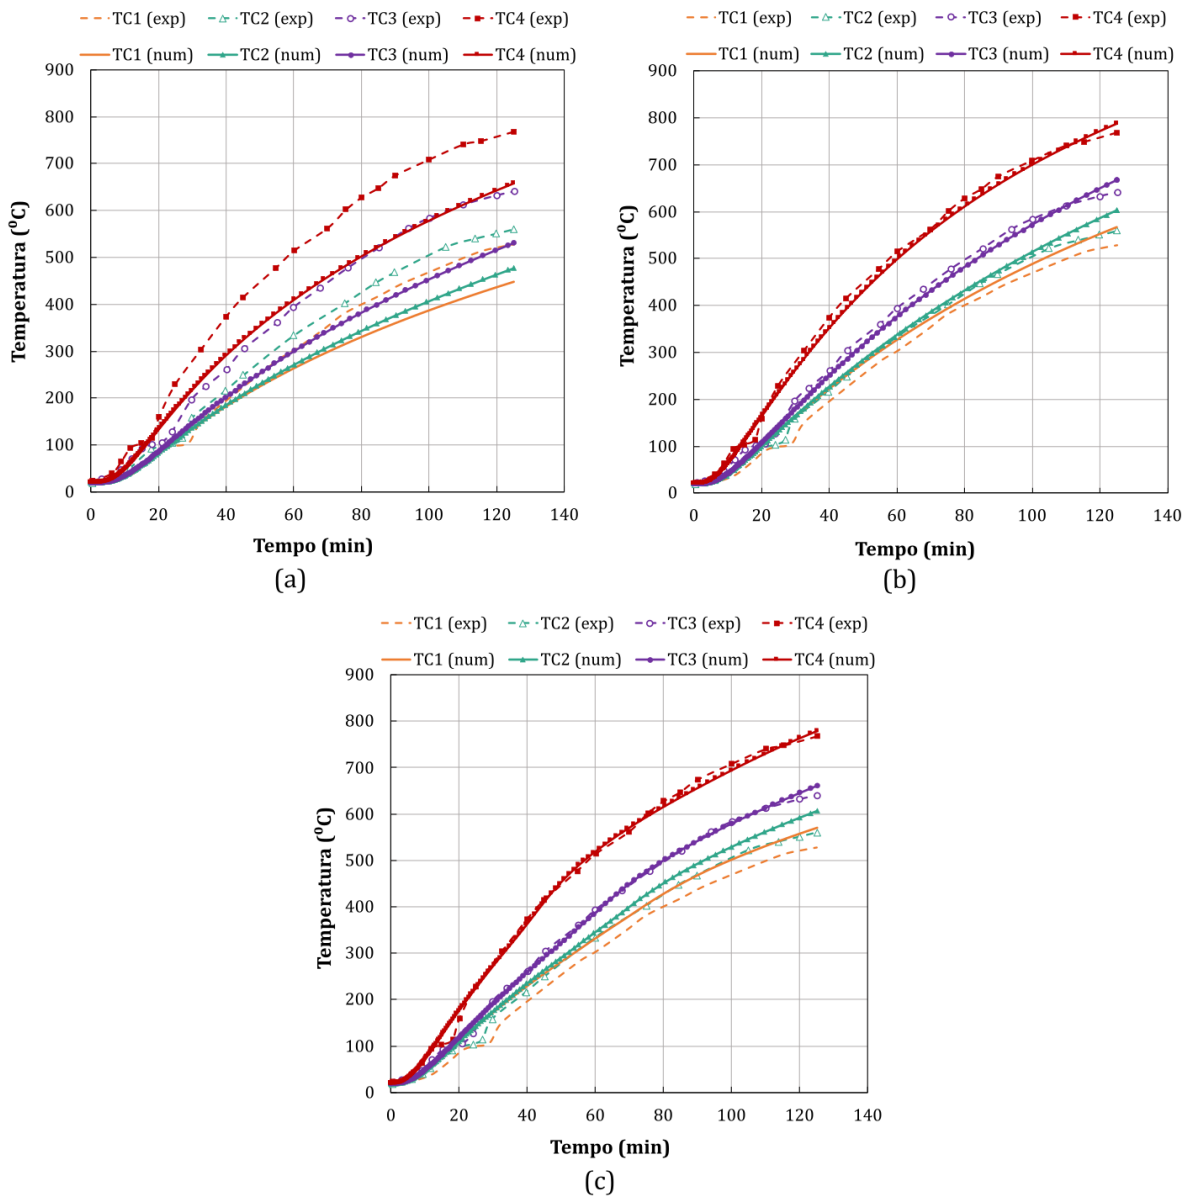 TC1 (exp) TC2 (exp) TC3 (exp) TC4 (exp)
TC1 (num) TC2 (num) TC3 (num) TC4 (num)
900
800
700
600
500
400
300
200
100
0
Temperatura (⁰C)
0 20 40 60 80 100 120 140
Tempo (min)
(a)
TC1 (exp) TC2 (exp) TC3 (exp) TC4 (exp)
TC1 (num) TC2 (num) TC3 (num) TC4 (num)
900
800
700
600
500
400
300
200
100
0
Temperatura (⁰C)
0 20 40 60 80 100 120 140
Tempo (min)
(b)
TC1 (exp) TC2 (exp) TC3 (exp) TC4 (exp)
TC1 (num) TC2 (num) TC3 (num) TC4 (num)
900
800
700
600
500
400
300
200
100
0
Temperatura (⁰C)
0 20 40 60 80 100 120 140
Tempo (min)
(c)